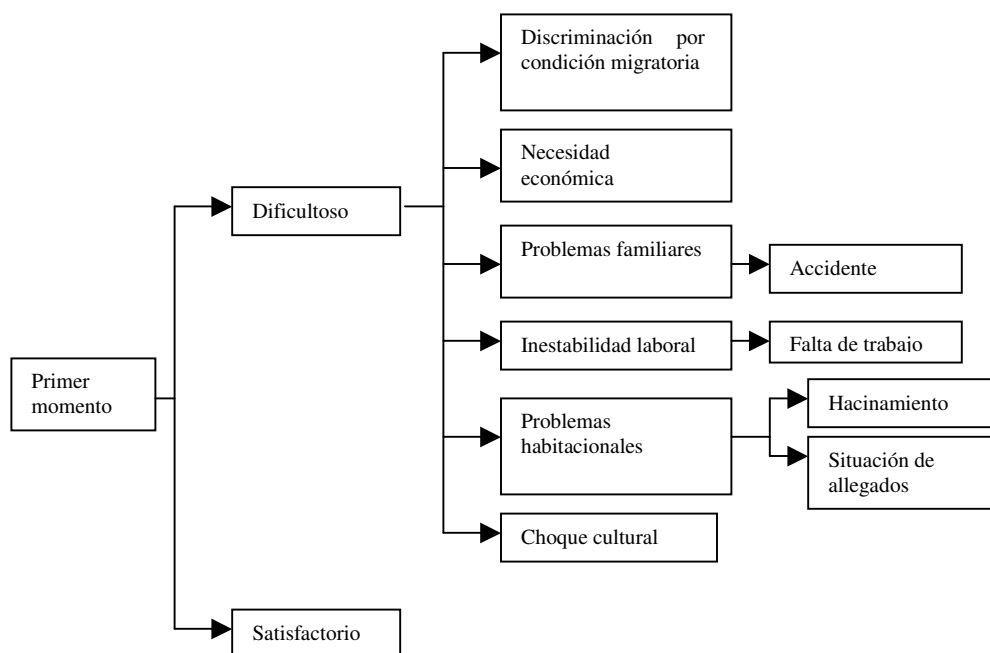 Discriminación por
condición migratoria
Necesidad
económica
Dificultoso
Problemas familiares
Accidente
Inestabilidad laboral
Falta de trabajo
Primer
momento
Problemas
habitacionales
Hacinamiento
Situación de
allegados
Choque cultural
Satisfactorio